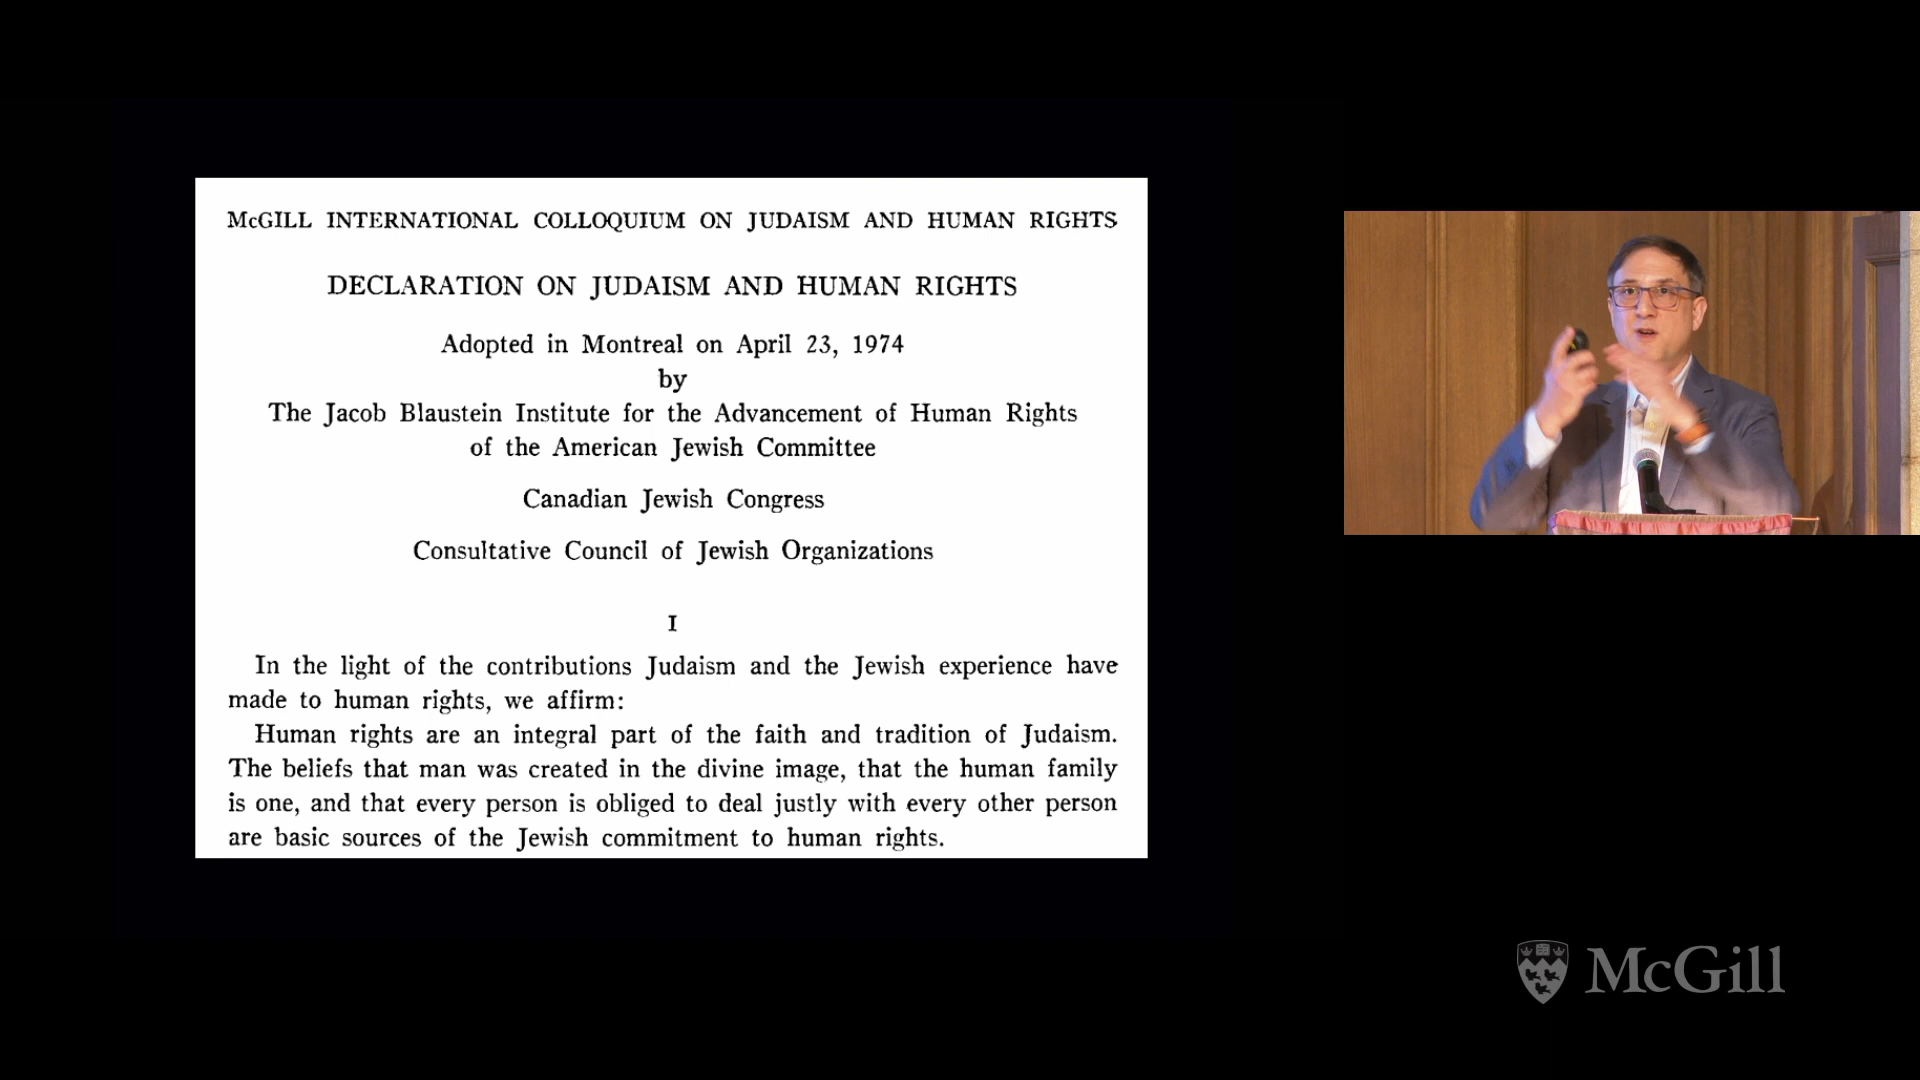 McGILL INTERNATIONAL COLLOQUIUM ON JUDAISM AND HUMAN RIGHTS
DECLARATION ON JUDAISM AND HUMAN RIGHTS
Adopted in Montreal on April 23, 1974
by
The Jacob Blaustein Institute for the Advancement of Human Rights
of the American Jewish Committee
Canadian Jewish Congress
Consultative Council of Jewish Organizations
I
In the light of the contributions Judaism and the Jewish experience have
made to human rights, we affirm:
Human rights are an integral part of the faith and tradition of Judaism.
The beliefs that man was created in the divine image, that the human family
is one, and that every person is obliged to deal justly with every other person
are basic sources of the Jewish commitment to human rights.
McGill